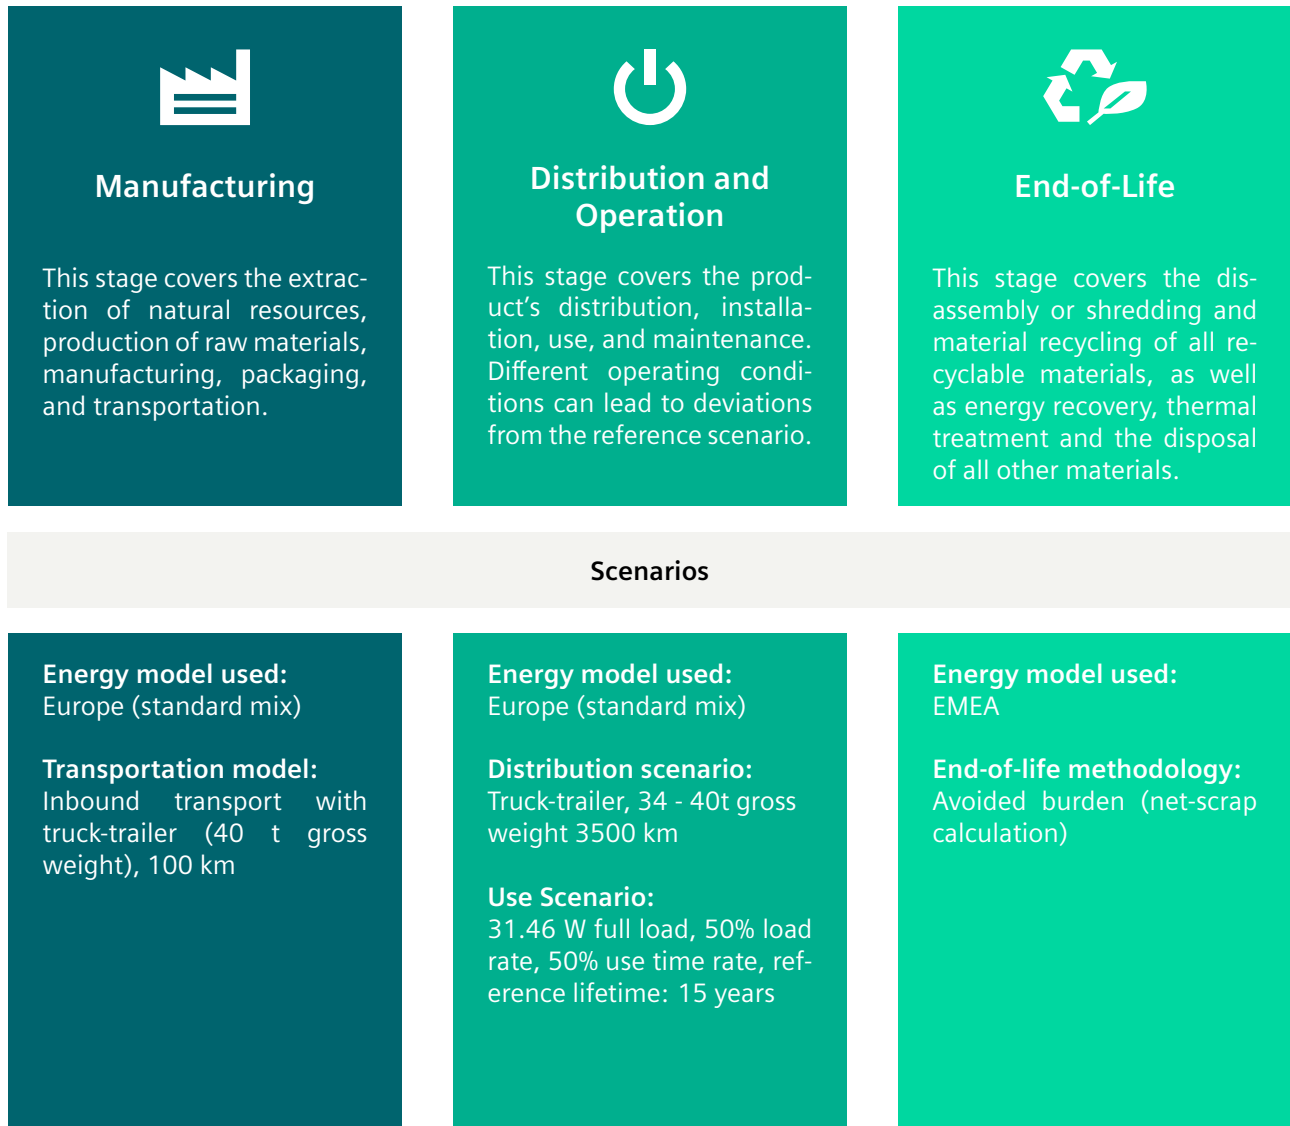 Manufacturing
This stage covers the extrac-
tion of natural resources,
production of raw materials,
manufacturing, packaging,
and transportation.
Distribution and
Operation
This stage covers the prod-
uct's distribution, installa-
tion, use, and maintenance.
Different operating condi-
tions can lead to deviations
from the reference scenario.
End-of-Life
This stage covers the dis-
assembly or shredding and
material recycling of all re-
cyclable materials, as well
as energy recovery, thermal
treatment and the disposal
of all other materials.
Scenarios
Energy model used:
Europe (standard mix)
Transportation model:
Inbound transport with
truck-trailer (40 t gross
weight), 100 km
Energy model used:
Europe (standard mix)
Distribution scenario:
Truck-trailer, 34 - 40t gross
weight 3500 km
Use Scenario:
31.46 W full load, 50% load
rate, 50% use time rate, ref-
erence lifetime: 15 years
Energy model used:
EMEA
End-of-life methodology:
Avoided burden (net-scrap
calculation)